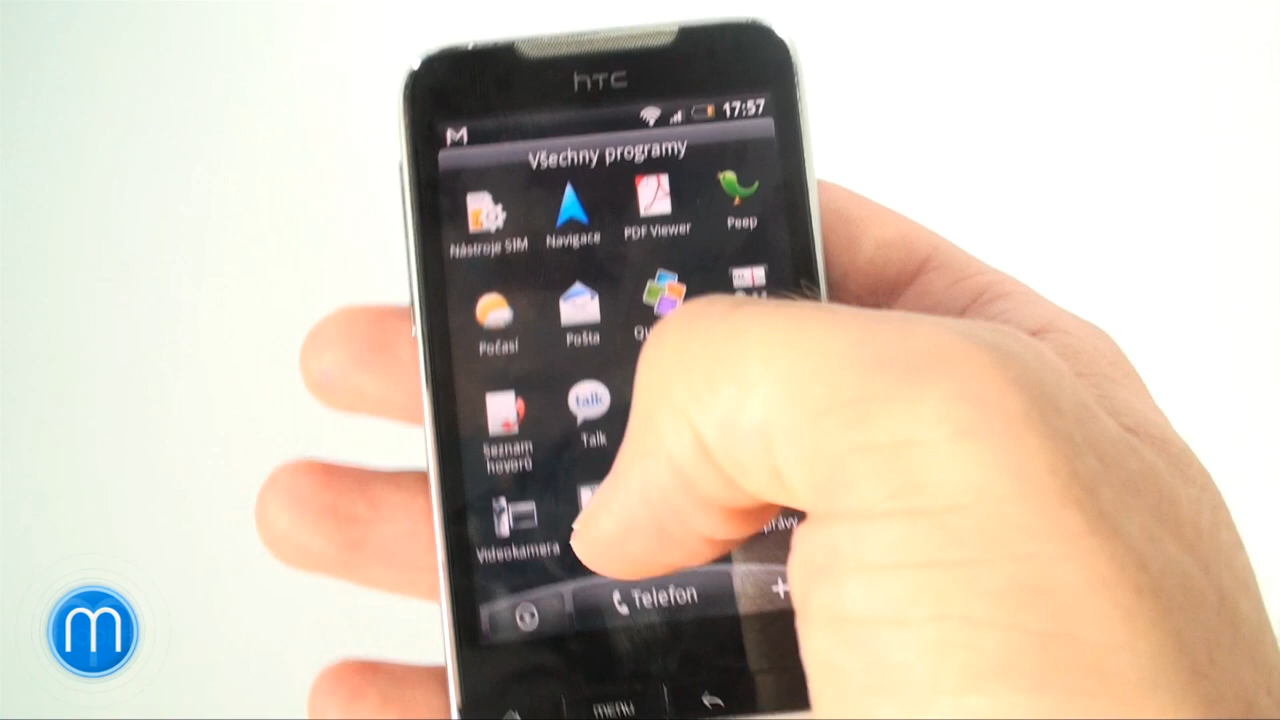 hTC
17:57
Všechny programy
Nástroje SIM
Navigace
PDF Viewer
Peep
Počasí
Pošta
talk
Seznam
hovorů
Talk
Videokamera
Telefon
menu
m